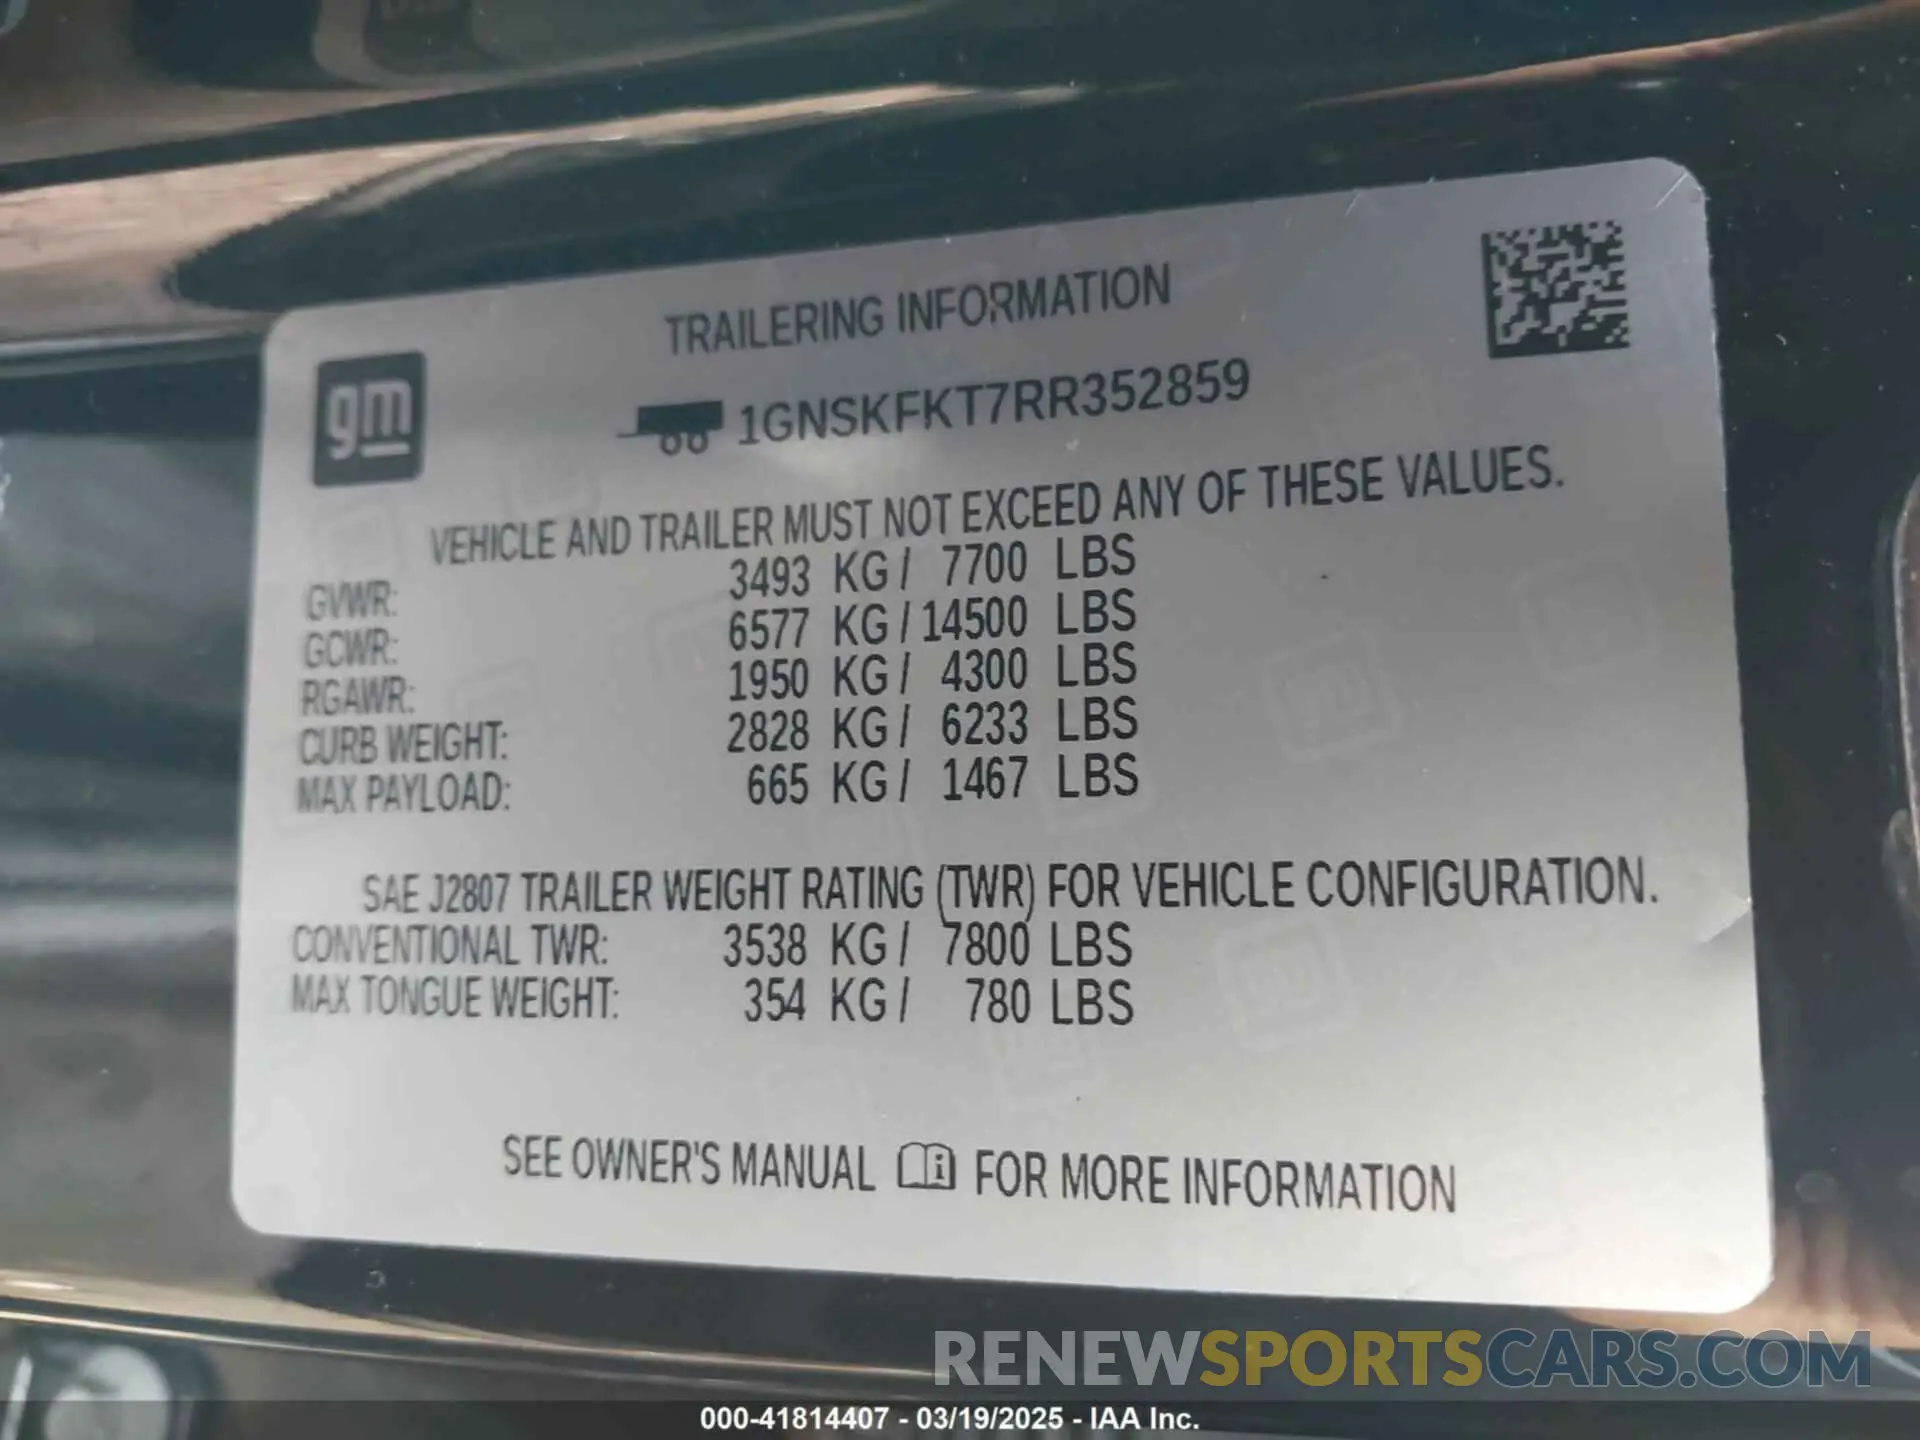 TRAILERING INFORMATION
gm
1GNSKFKT7RR352859
VEHICLE AND TRAILER MUST NOT EXCEED ANY OF THESE VALUES.
GVWR: 3493 KG / 7700 LBS
GCWR: 6577 KG / 14500 LBS
RGAWR: 1950 KG / 4300 LBS
CURB WEIGHT: 2828 KG / 6233 LBS
MAX PAYLOAD: 665 KG / 1467 LBS
SAE J2807 TRAILER WEIGHT RATING (TWR) FOR VEHICLE CONFIGURATION.
CONVENTIONAL TWR: 3538 KG / 7800 LBS
MAX TONGUE WEIGHT: 354 KG / 780 LBS
SEE OWNER'S MANUAL i FOR MORE INFORMATION
RENEWSPORTSCARS.COM
000-41814407 - 03/19/2025 - IAA Inc.